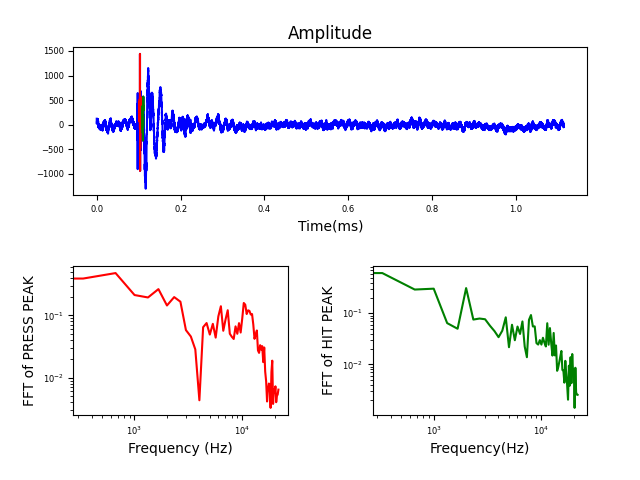 Amplitude
1500
1000
500
0
−500
−1000
0.0 0.2 0.4 0.6 0.8 1.0
Time(ms)
FFT of PRESS PEAK
10⁻¹
10⁻²
10³ 10⁴
Frequency (Hz)
FFT of HIT PEAK
10⁻¹
10⁻²
10³ 10⁴
Frequency(Hz)